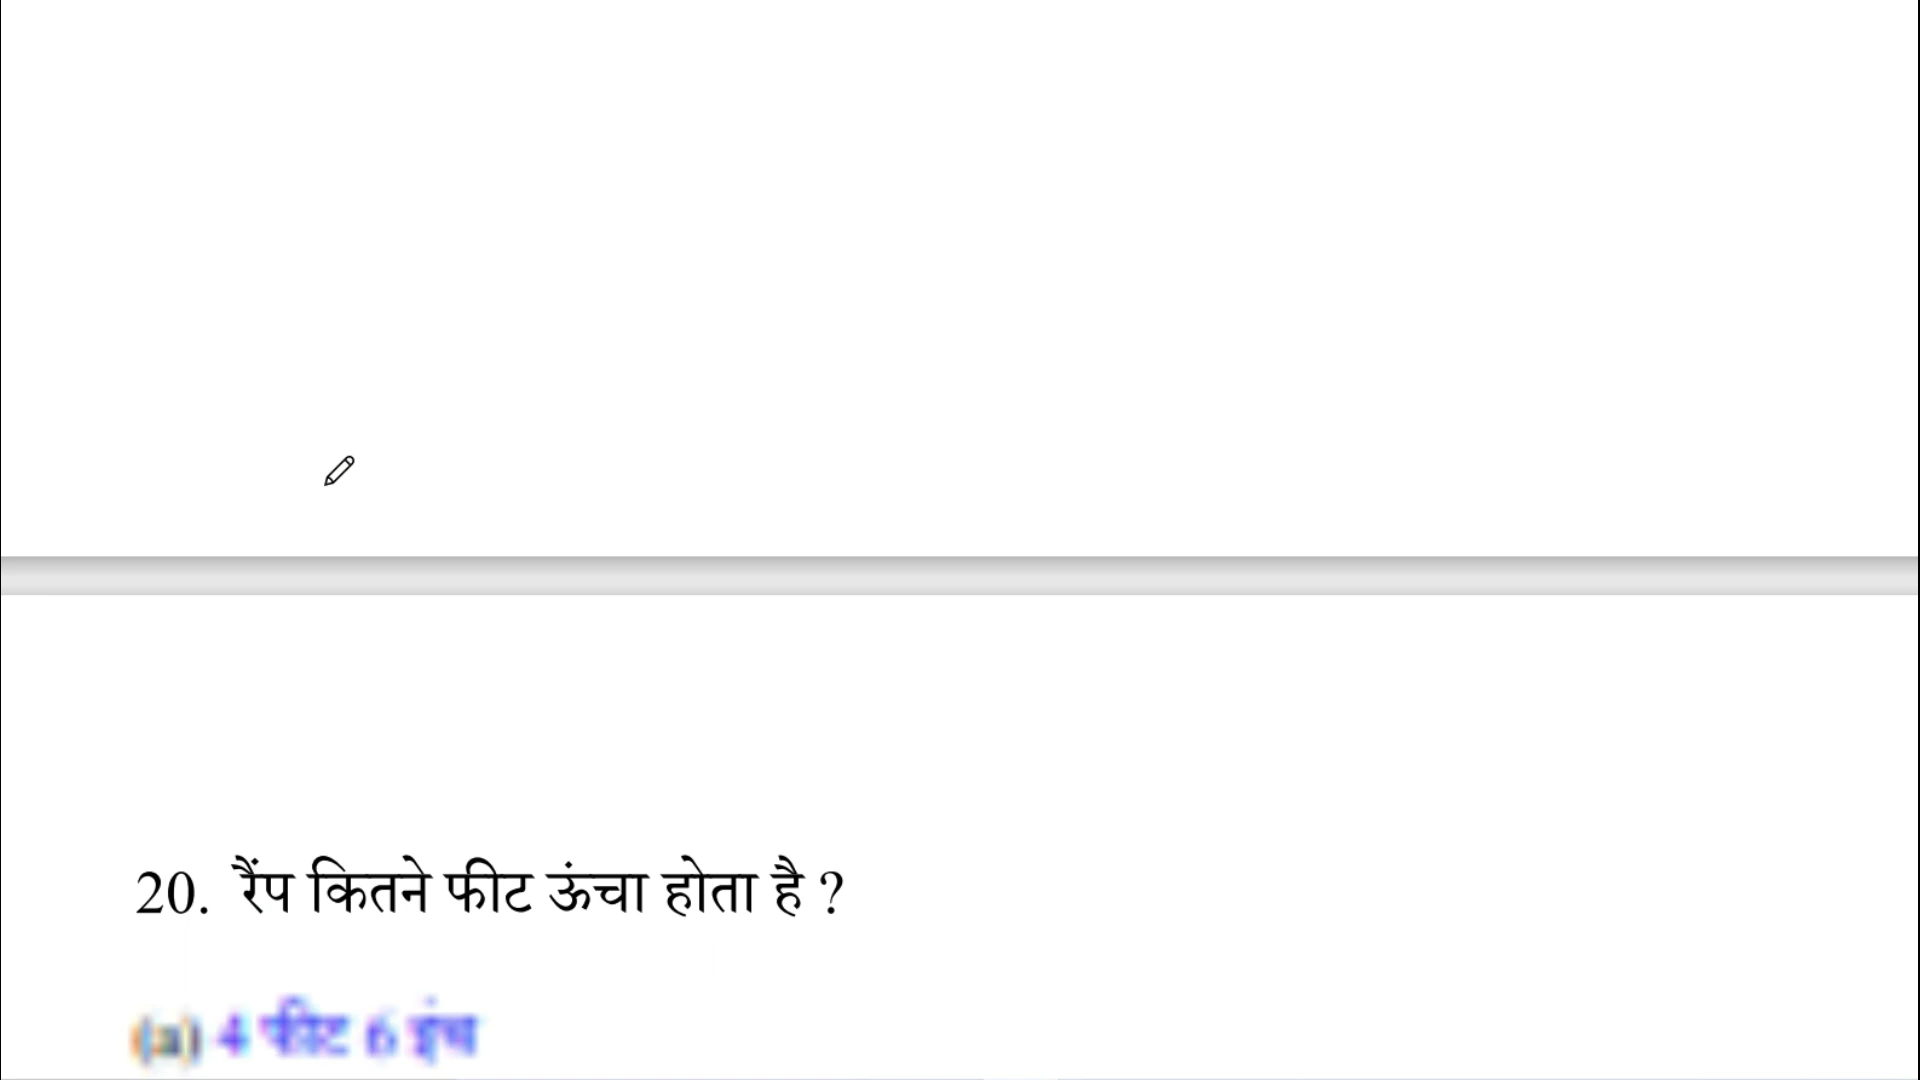 20. रैंप कितने फीट ऊंचा होता है ?
(a) 4 फीट 6 इंच